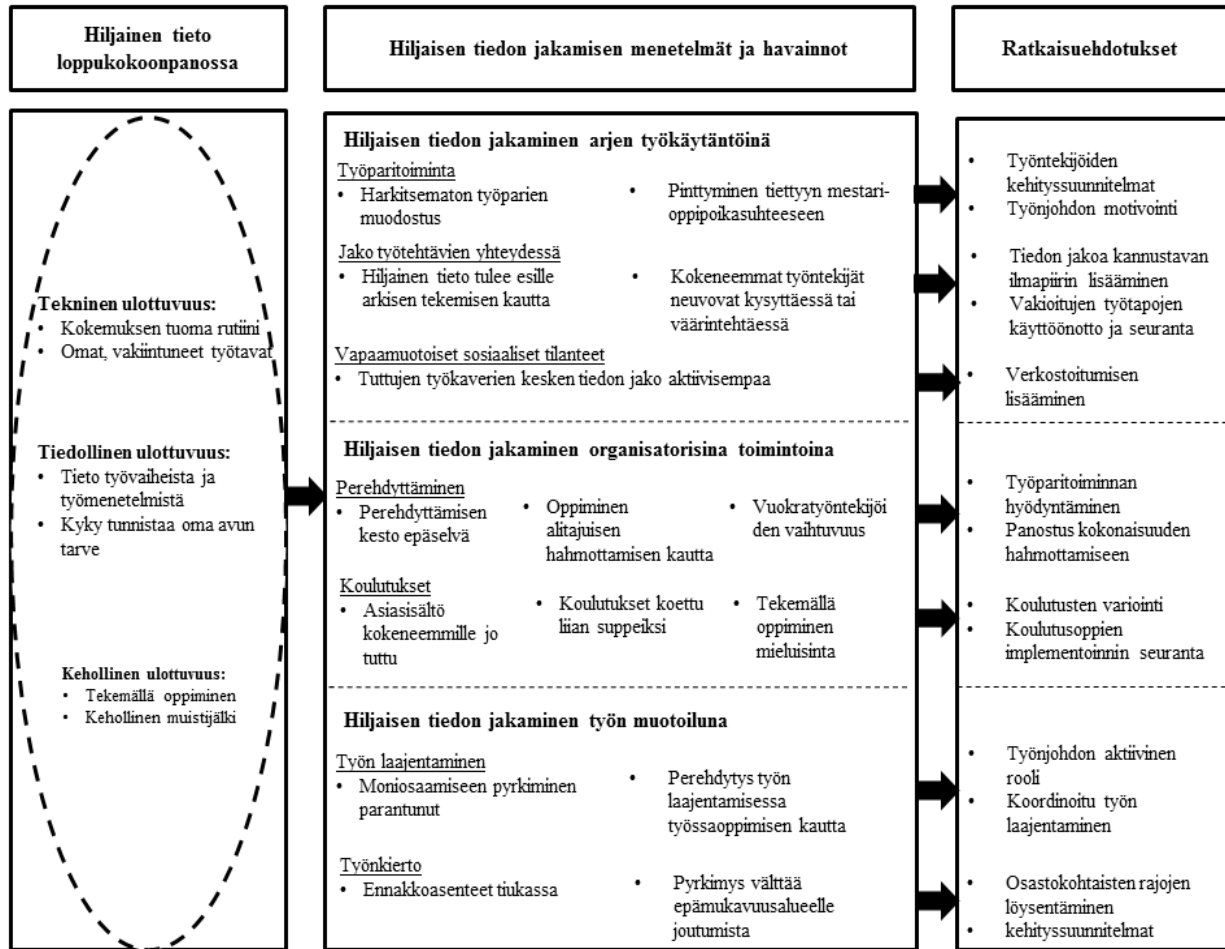 Hiljainen tieto
loppukokoonpanossa
Hiljaisen tiedon jakamisen menetelmät ja havainnot
Ratkaisuehdotukset
Tekninen ulottuvuus:
• Kokemuksen tuoma rutiini
• Omat, vakiintuneet työtavat
Tiedollinen ulottuvuus:
• Tieto työvaiheista ja
työmenetelmistä
• Kyky tunnistaa oma avun
tarve
Kehollinen ulottuvuus:
• Tekemällä oppiminen
• Kehollinen muistijälki
Hiljaisen tiedon jakaminen arjen työkäytäntöinä
Työparitoiminta
• Harkitsematon työparien
muodostus
• Pinttyminen tiettyyn mestari-
oppipoikasuhteeseen
Jako työtehtävien yhteydessä
• Hiljainen tieto tulee esille
arkisen tekemisen kautta
• Kokeneemmat työntekijät
neuvovat kysyttäessä tai
väärintehtäessä
Vapaamuotoiset sosiaaliset tilanteet
• Tuttujen työkaverien kesken tiedon jako aktiivisempaa
Hiljaisen tiedon jakaminen organisatorisina toimintoina
Perehdyttäminen
• Perehdyttämisen
kesto epäselvä
• Oppiminen
alitajuisen
hahmottamisen kautta
• Vuokratyöntekijöi
den vaihtuvuus
Koulutukset
• Asiasisältö
kokeneemmille jo
tuttu
• Koulutukset koettu
liian suppeiksi
• Tekemällä
oppiminen
mieluisinta
Hiljaisen tiedon jakaminen työn muotoiluna
Työn laajentaminen
• Moniosaamiseen pyrkiminen
parantunut
• Perehdytys työn
laajentamisessa
työssaoppimisen kautta
Työnkierto
• Ennakkoasenteet tiukassa
• Pyrkimys välttää
epämukavuusalueelle
joutumista
• Työntekijöiden
kehityssuunnitelmat
• Työnjohdon motivointi
• Tiedon jakoa kannustavan
ilmapiirin lisääminen
• Vakioitujen työtapojen
käyttöönotto ja seuranta
• Verkostoitumisen
lisääminen
• Työparitoiminnan
hyödyntäminen
• Panostus kokonaisuuden
hahmottamiseen
• Koulutusten variointi
• Koulutusoppien
implementoinnin seuranta
• Työnjohdon aktiivinen
rooli
• Koordinoitu työn
laajentaminen
• Osastokohtaisten rajojen
löysentäminen
• kehityssuunnitelmat